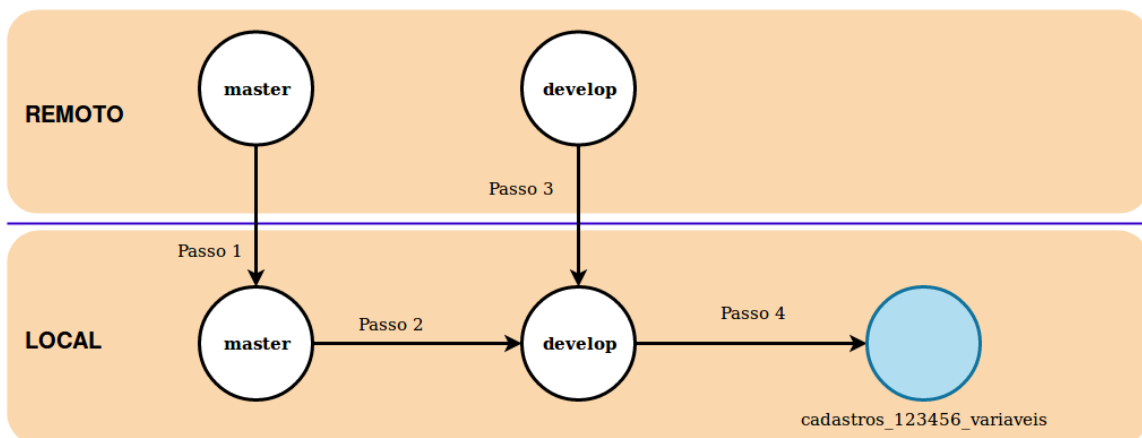 master
develop
REMOTO
Passo 3
Passo 1
Passo 2
Passo 4
LOCAL
master
develop
cadastros_123456_variaveis